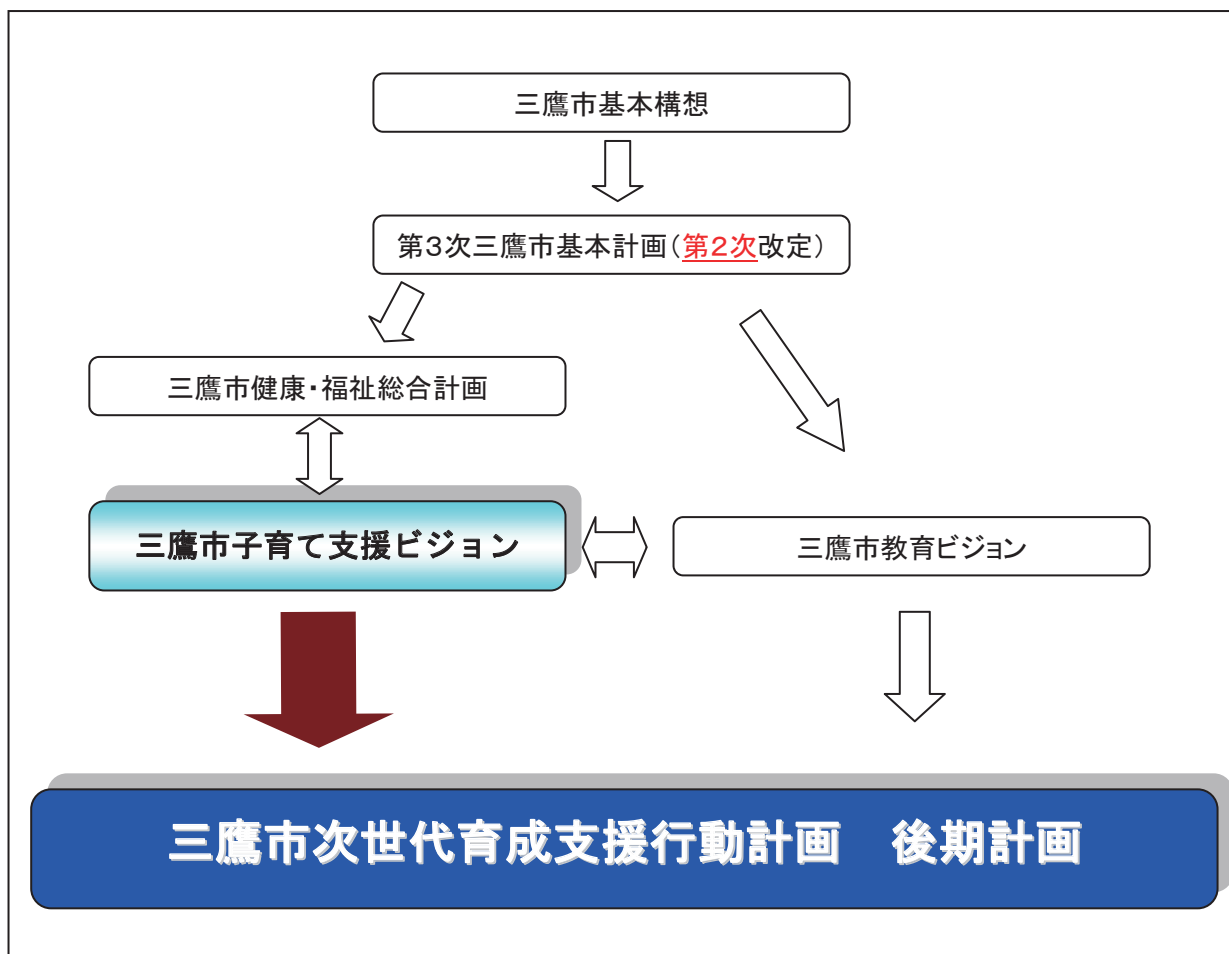 三鷹市基本構想
第3次三鷹市基本計画(第2次改定)
三鷹市健康・福祉総合計画
三鷹市子育て支援ビジョン
三鷹市教育ビジョン
三鷹市次世代育成支援行動計画　後期計画